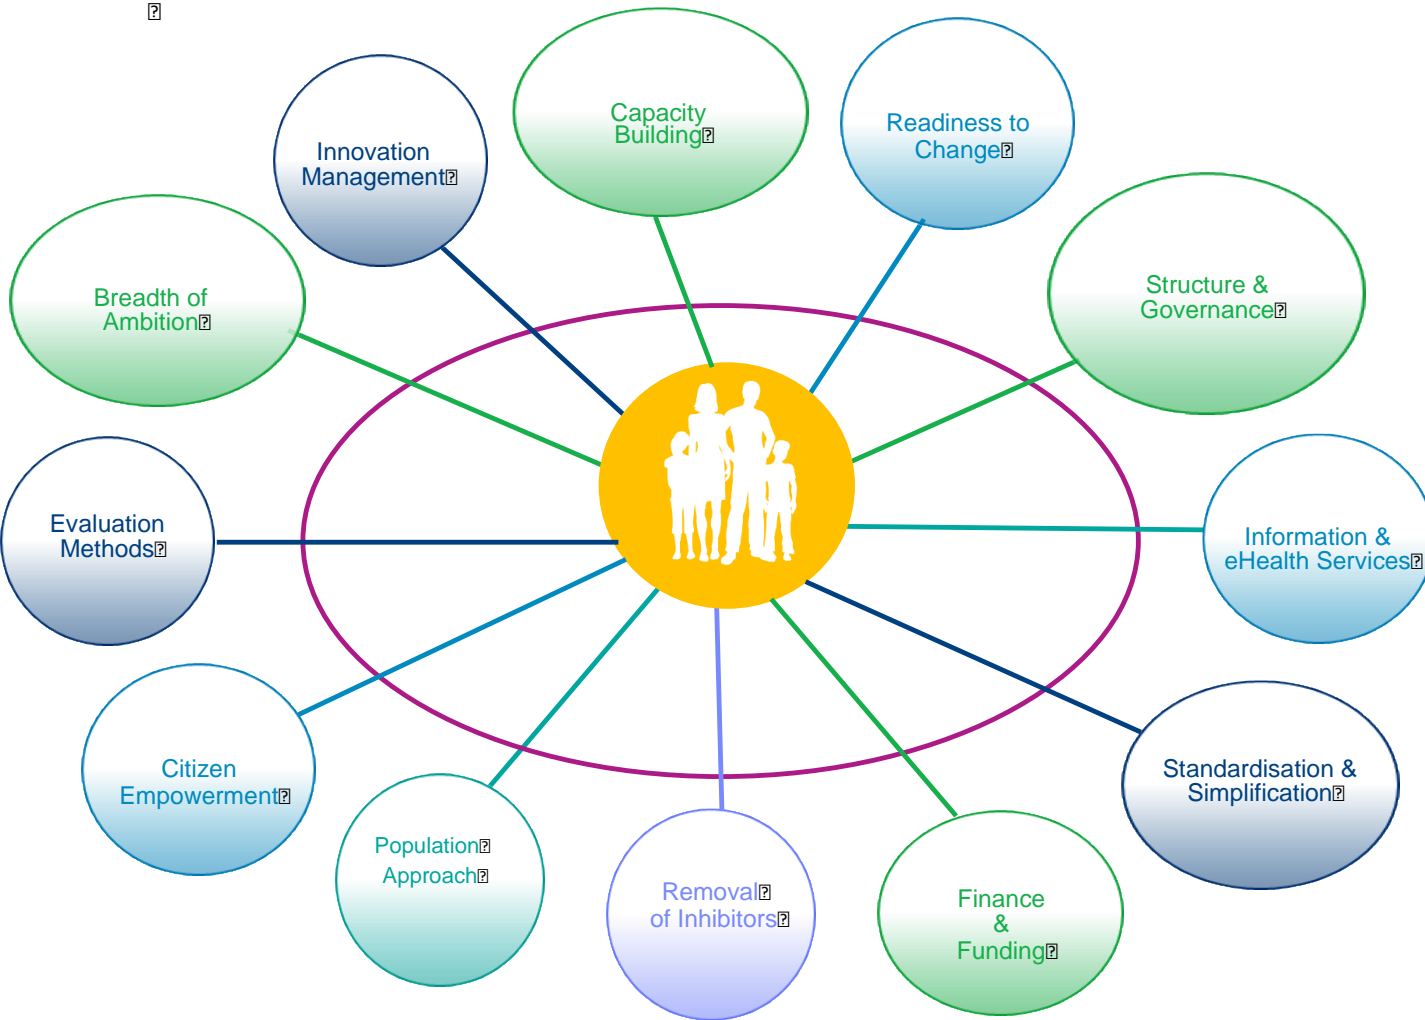 Capacity
Building
Readiness to
Change
Innovation
Management
Structure &
Governance
Breadth of
Ambition
Evaluation
Methods
Information &
eHealth Services
Citizen
Empowerment
Standardisation &
Simplification
Population
Approach
Removal
of Inhibitors
Finance
&
Funding